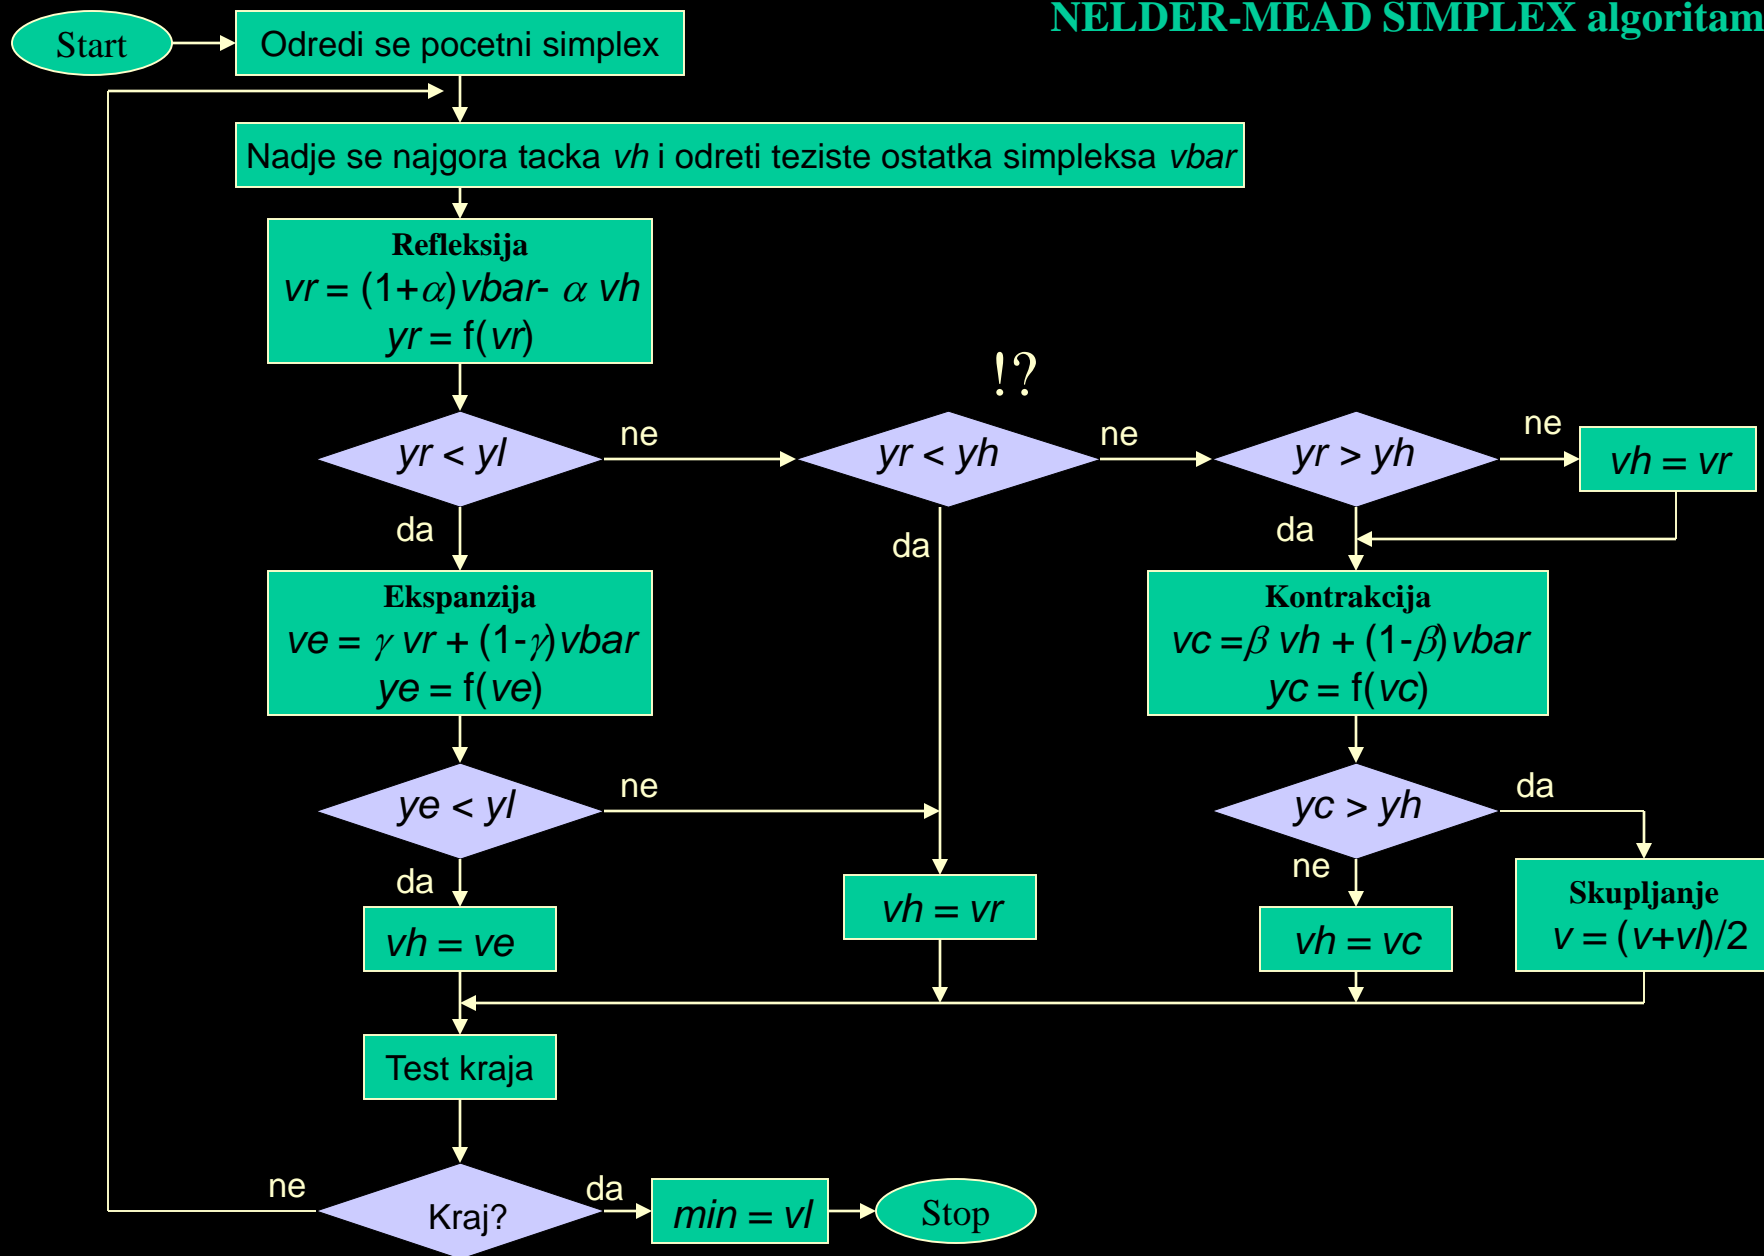 NELDER-MEAD SIMPLEX algoritam
Start
Odredi se pocetni simplex
Nadje se najgora tacka vh i odreti teziste ostatka simpleksa vbar
Refleksija
vr = (1+α)vbar- α vh
yr = f(vr)
!?
yr < yl
ne
yr < yh
ne
yr > yh
ne
vh = vr
da
da
da
Ekspanzija
ve = γ vr + (1-γ)vbar
ye = f(ve)
Kontrakcija
vc =β vh + (1-β)vbar
yc = f(vc)
ye < yl
ne
yc > yh
da
da
ne
vh = ve
vh = vr
vh = vc
Skupljanje
v = (v+vl)/2
Test kraja
ne
Kraj?
da
min = vl
Stop